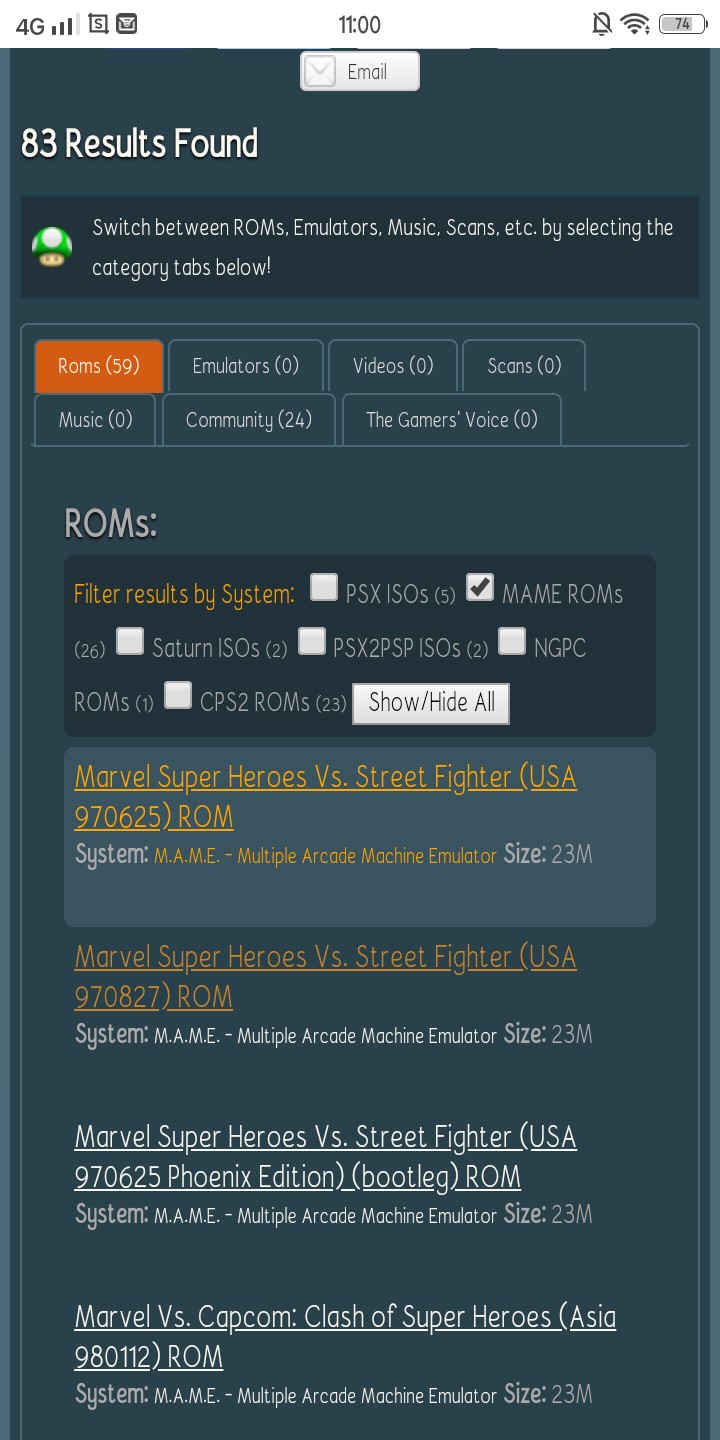 4G 11:00 74
Email
83 Results Found
Switch between ROMs, Emulators, Music, Scans, etc. by selecting the
category tabs below!
Roms (59) Emulators (0) Videos (0) Scans (0)
Music (0) Community (24) The Gamers' Voice (0)
ROMs:
Filter results by System: PSX ISOs (5) MAME ROMs
(26) Saturn ISOs (2) PSX2PSP ISOs (2) NGPC
ROMs (1) CPS2 ROMs (23) Show/Hide All
Marvel Super Heroes Vs. Street Fighter (USA
970625) ROM
System: M.A.M.E. - Multiple Arcade Machine Emulator Size: 23M
Marvel Super Heroes Vs. Street Fighter (USA
970827) ROM
System: M.A.M.E. - Multiple Arcade Machine Emulator Size: 23M
Marvel Super Heroes Vs. Street Fighter (USA
970625 Phoenix Edition) (bootleg) ROM
System: M.A.M.E. - Multiple Arcade Machine Emulator Size: 23M
Marvel Vs. Capcom: Clash of Super Heroes (Asia
980112) ROM
System: M.A.M.E. - Multiple Arcade Machine Emulator Size: 23M